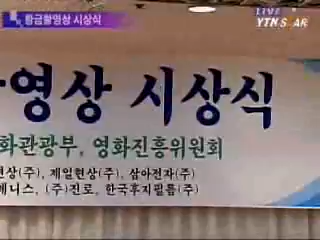 황금촬영상 시상식
LIVE
YTN STAR
영상 시상식
화관광부, 영화진흥위원회
현상(주), 제일현상(주), 삼아전자(주)
베니스, (주)진로, 한국후지필름(주)